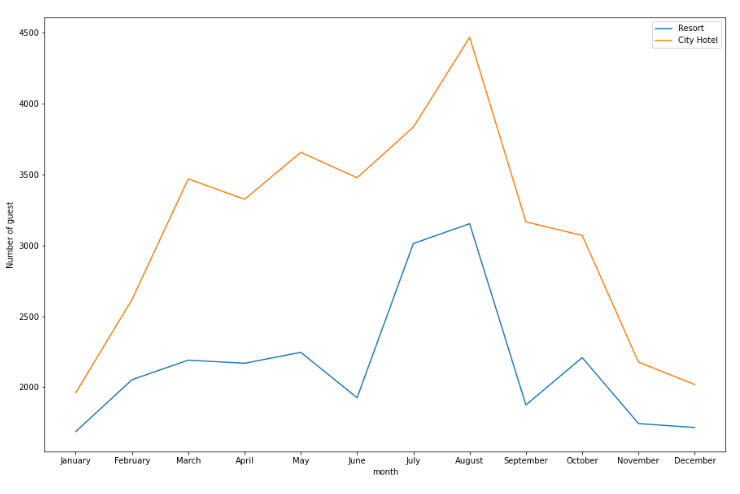 Resort
City Hotel
4500
4000
3500
3000
2500
2000
Number of guest
January February March April May June July August September October November December
month